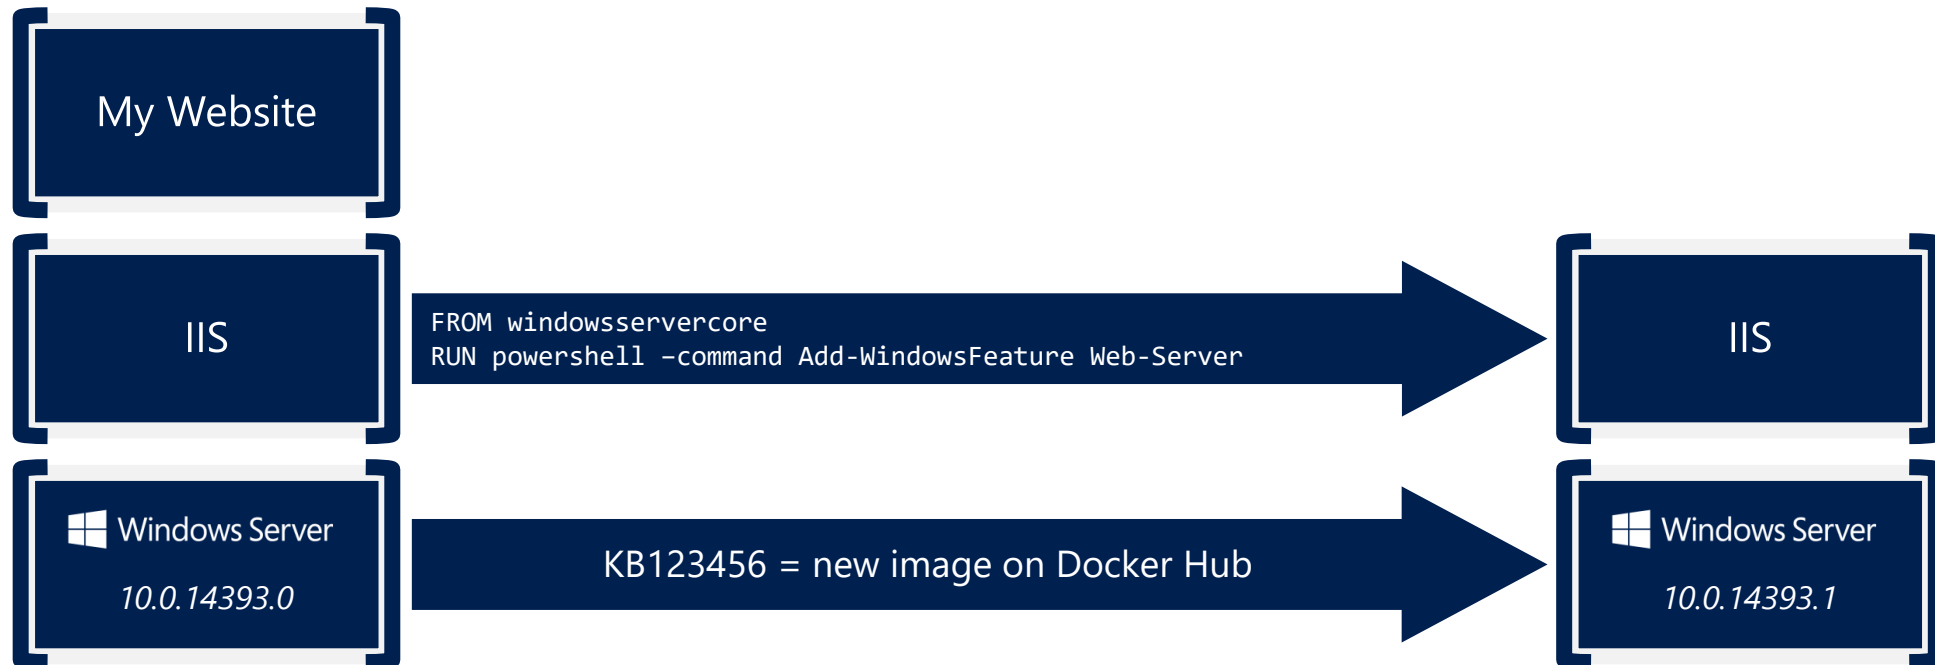 My Website
IIS
FROM windowsservercore
RUN powershell –command Add-WindowsFeature Web-Server
IIS
Windows Server
10.0.14393.0
KB123456 = new image on Docker Hub
Windows Server
10.0.14393.1